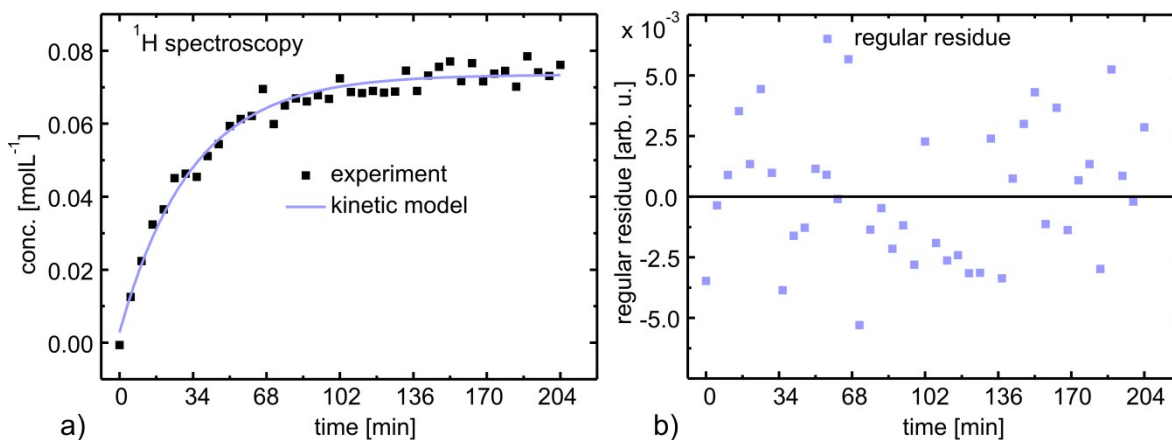 ¹H spectroscopy
0.08
0.06
0.04
0.02
0.00
conc. [molL⁻¹]
experiment
kinetic model
0 34 68 102 136 170 204
time [min]
a)
x 10⁻³
regular residue
5.0
2.5
0.0
-2.5
-5.0
regular residue [arb. u.]
0 34 68 102 136 170 204
time [min]
b)